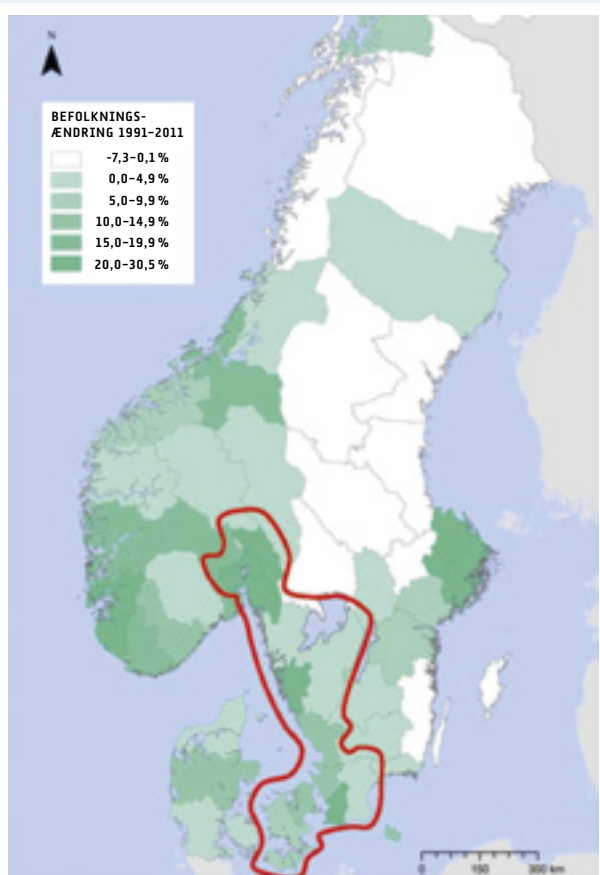 N
BEFOLKNINGS-
ÆNDRING 1991–2011
-7,3–0,1 %
0,0–4,9 %
5,0–9,9 %
10,0–14,9 %
15,0–19,9 %
20,0–30,5 %
0 150 300 km